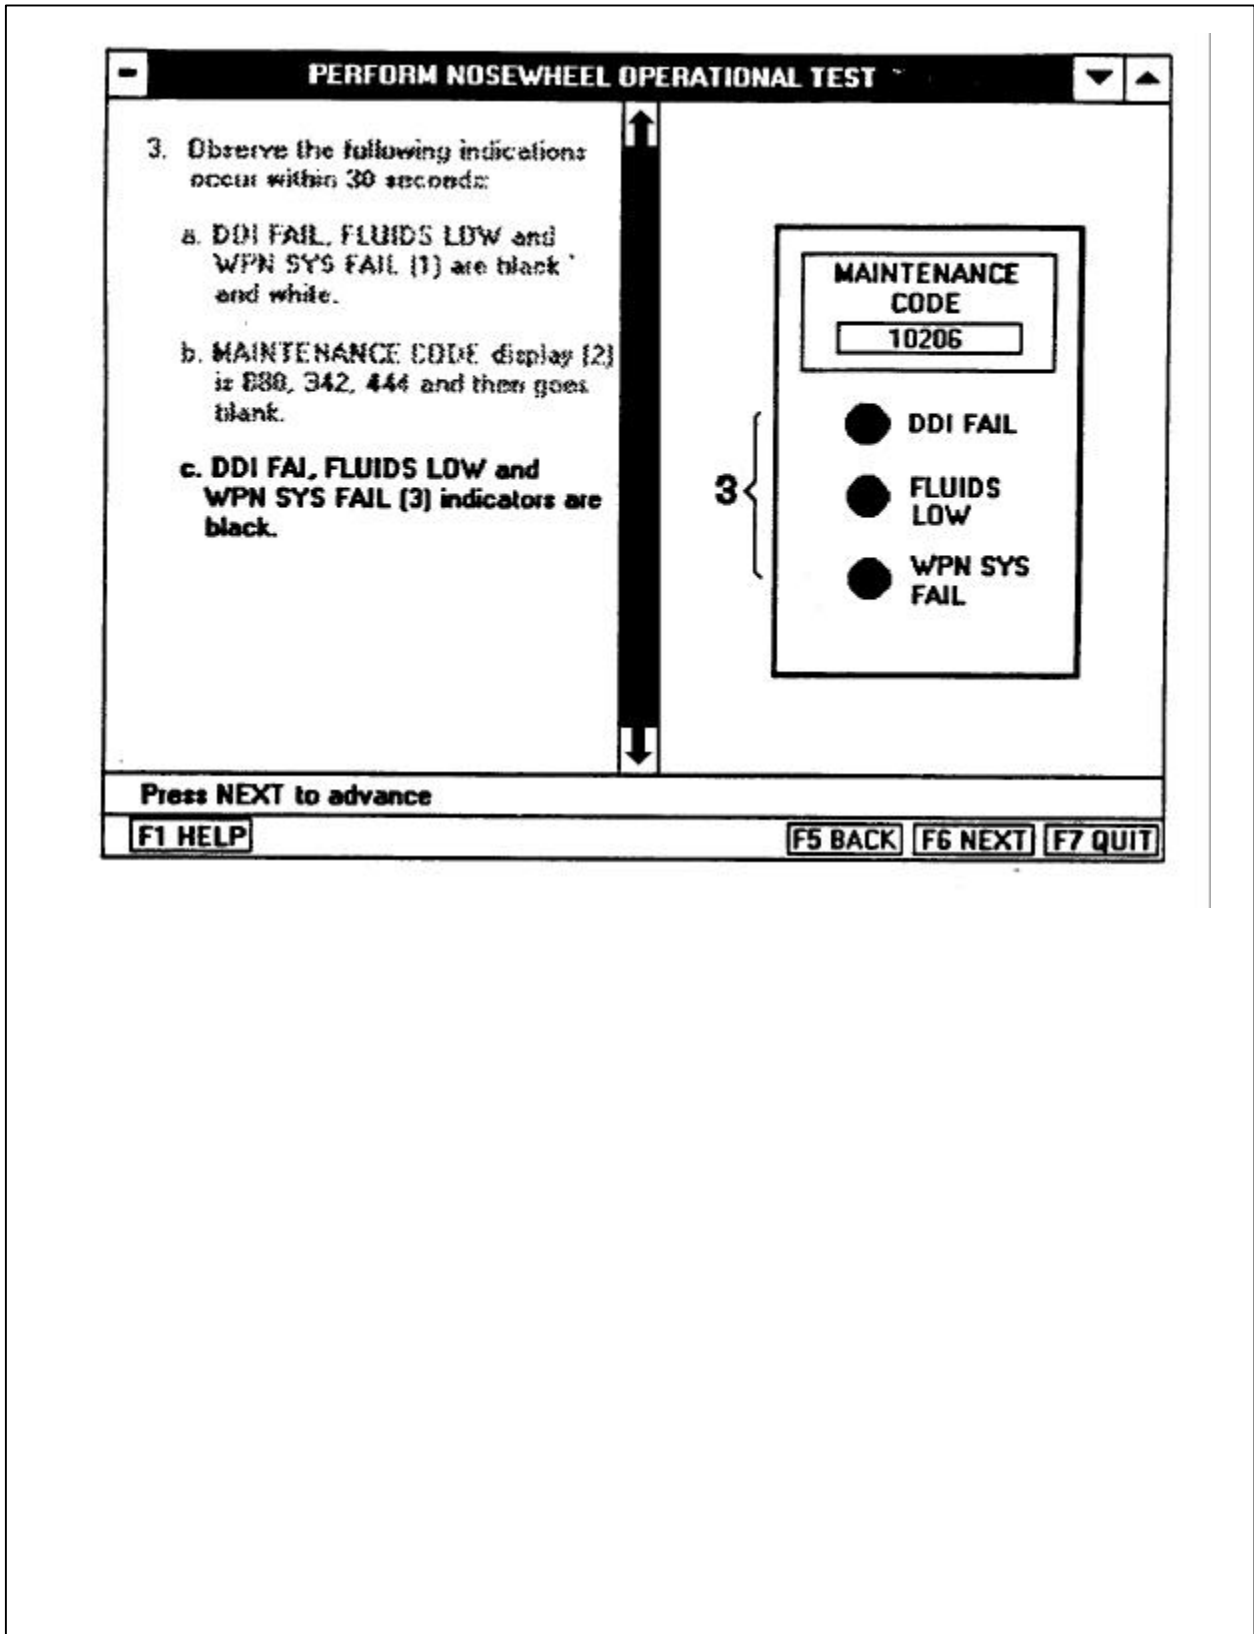 PERFORM NOSEWHEEL OPERATIONAL TEST
3. Observe the following indications
occur within 30 seconds:
a. DDI FAIL, FLUIDS LOW and
WPN SYS FAIL (1) are black
and white.
b. MAINTENANCE CODE display (2)
is 888, 342, 444 and then goes
blank.
c. DDI FAI, FLUIDS LOW and
WPN SYS FAIL (3) indicators are
black.
MAINTENANCE
CODE
10206
3
DDI FAIL
FLUIDS
LOW
WPN SYS
FAIL
Press NEXT to advance
F1 HELP
F5 BACK
F6 NEXT
F7 QUIT